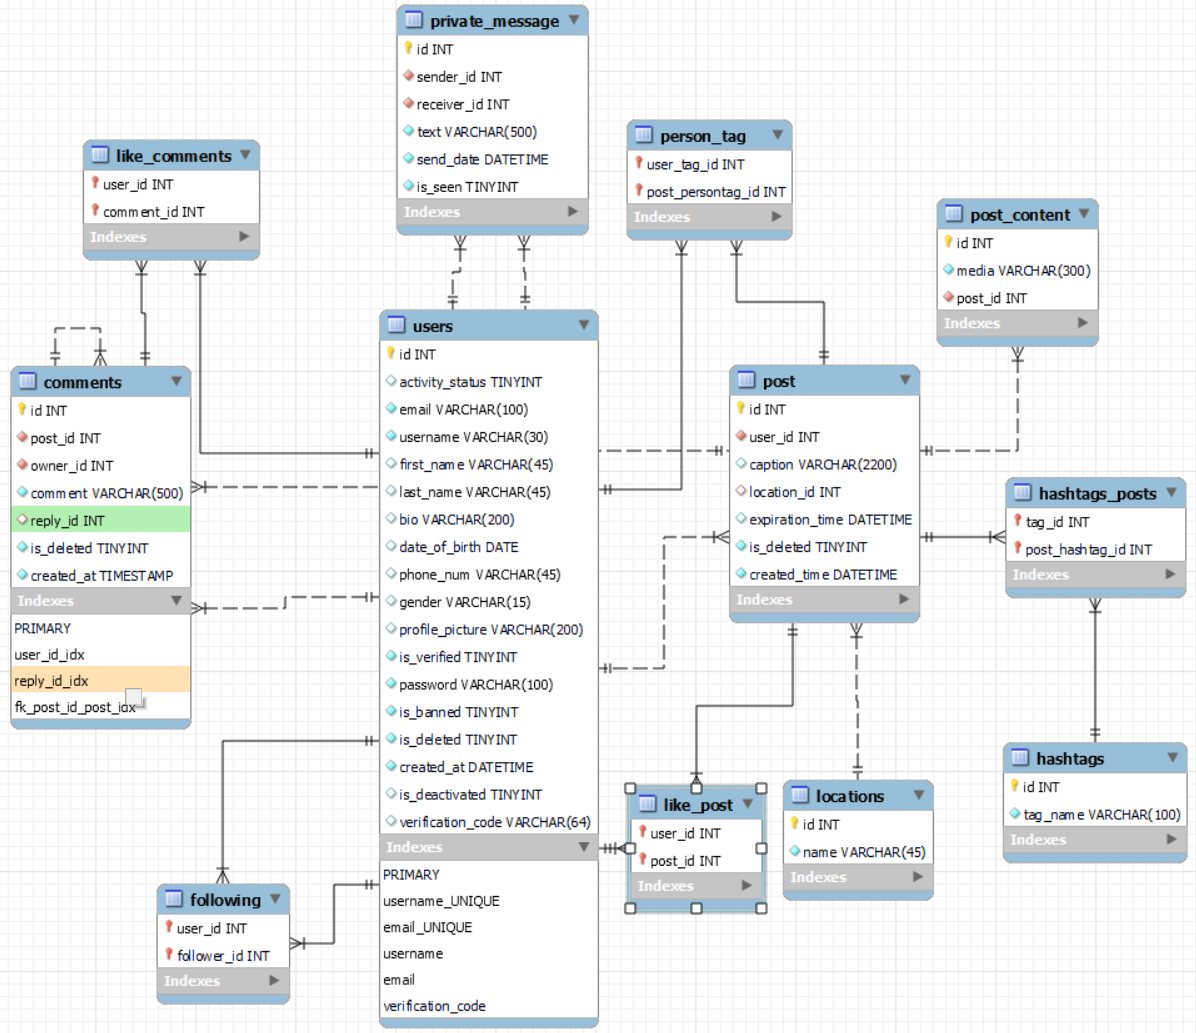 private_message
id INT
sender_id INT
receiver_id INT
text VARCHAR(500)
send_date DATETIME
is_seen TINYINT
Indexes
like_comments
user_id INT
comment_id INT
Indexes
person_tag
user_tag_id INT
post_persontag_id INT
Indexes
post_content
id INT
media VARCHAR(300)
post_id INT
Indexes
comments
id INT
post_id INT
owner_id INT
comment VARCHAR(500)
reply_id INT
is_deleted TINYINT
created_at TIMESTAMP
Indexes
PRIMARY
user_id_idx
reply_id_idx
fk_post_id_post_idx
users
id INT
activity_status TINYINT
email VARCHAR(100)
username VARCHAR(30)
first_name VARCHAR(45)
last_name VARCHAR(45)
bio VARCHAR(200)
date_of_birth DATE
phone_num VARCHAR(45)
gender VARCHAR(15)
profile_picture VARCHAR(200)
is_verified TINYINT
password VARCHAR(100)
is_banned TINYINT
is_deleted TINYINT
created_at DATETIME
is_deactivated TINYINT
verification_code VARCHAR(64)
Indexes
PRIMARY
username_UNIQUE
email_UNIQUE
username
email
verification_code
post
id INT
user_id INT
caption VARCHAR(2200)
location_id INT
expiration_time DATETIME
is_deleted TINYINT
created_time DATETIME
Indexes
hashtags_posts
tag_id INT
post_hashtag_id INT
Indexes
hashtags
id INT
tag_name VARCHAR(100)
Indexes
like_post
user_id INT
post_id INT
Indexes
locations
id INT
name VARCHAR(45)
Indexes
following
user_id INT
follower_id INT
Indexes